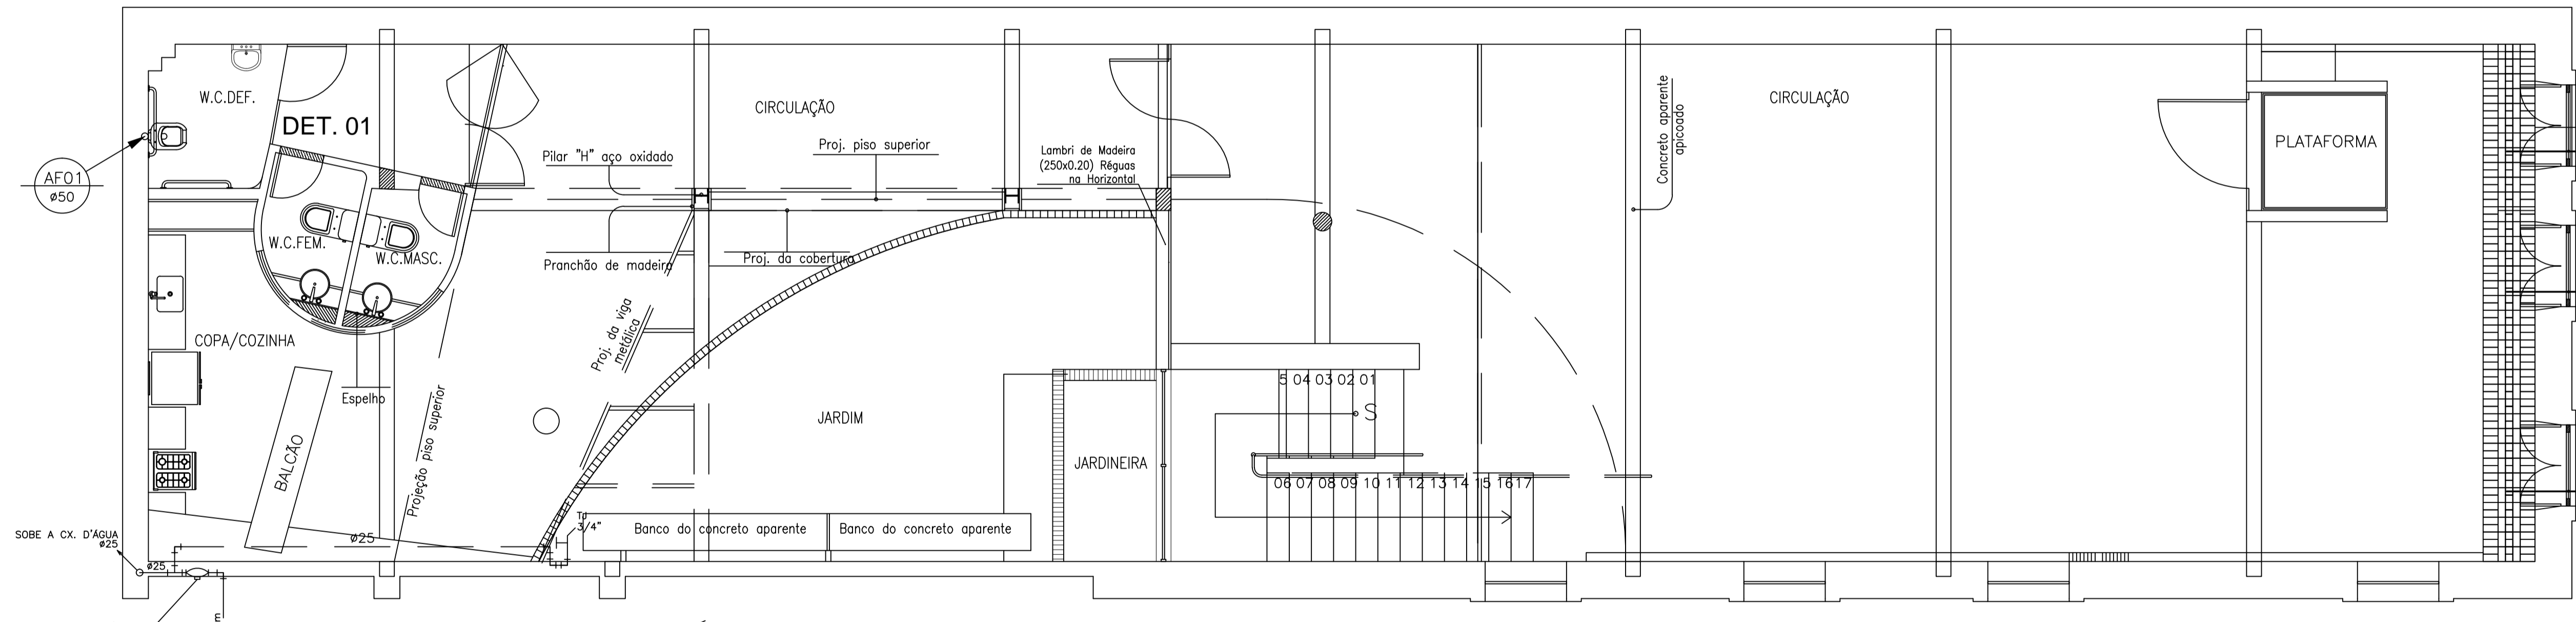 W.C.DEF.
DET. 01
AF01
ø50
W.C.FEM.
W.C.MASC.
COPA/COZINHA
Espelho
BALCÃO
Projeção piso superior
SOBE A CX. D'ÁGUA
ø25
ø25
ø25
CIRCULAÇÃO
Pilar "H" aço oxidado
Proj. piso superior
Pranchão de madeira
Proj. da cobertura
Proj. da viga
metálica
Lambri de Madeira
(250x0.20) Réguas
na Horizontal
JARDIM
JARDINEIRA
3/4"
Banco do concreto aparente
Banco do concreto aparente
5 04 03 02 01
S
06 07 08 09 10 11 12 13 14 15 16 17
Concreto aparente
apicoado
CIRCULAÇÃO
PLATAFORMA